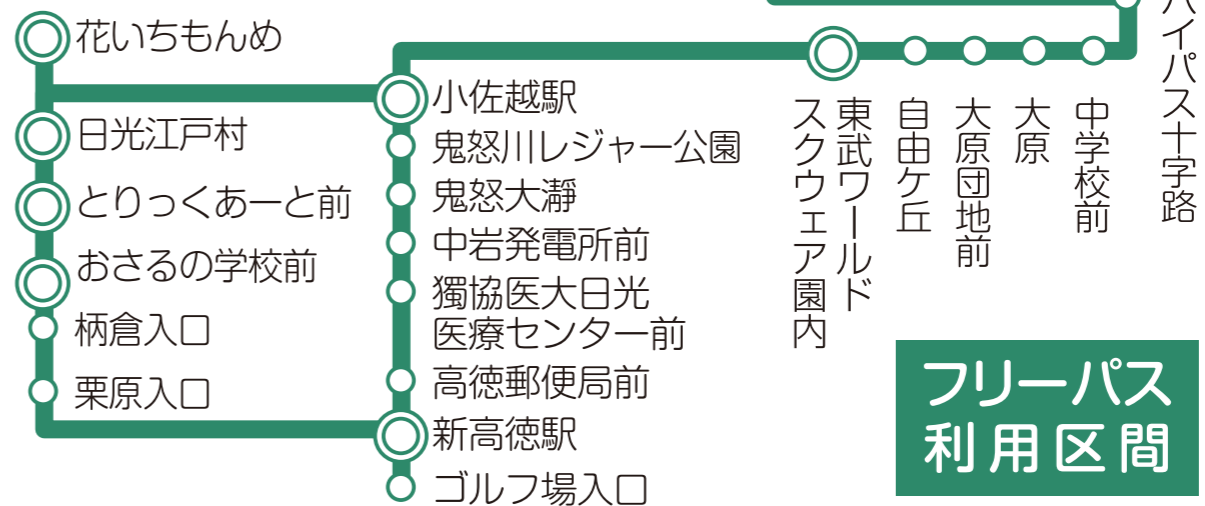 花いちもんめ
日光江戸村
とりっくあーと前
おさるの学校前
柄倉入口
栗原入口
小佐越駅
鬼怒川レジャー公園
鬼怒大瀞
中岩発電所前
獨協医大日光
医療センター前
高徳郵便局前
新高徳駅
ゴルフ場入口
東武ワールド
スクウェア園内
自由ケ丘
大原団地前
大原
中学校前
バイパス十字路
フリーパス
利用区間